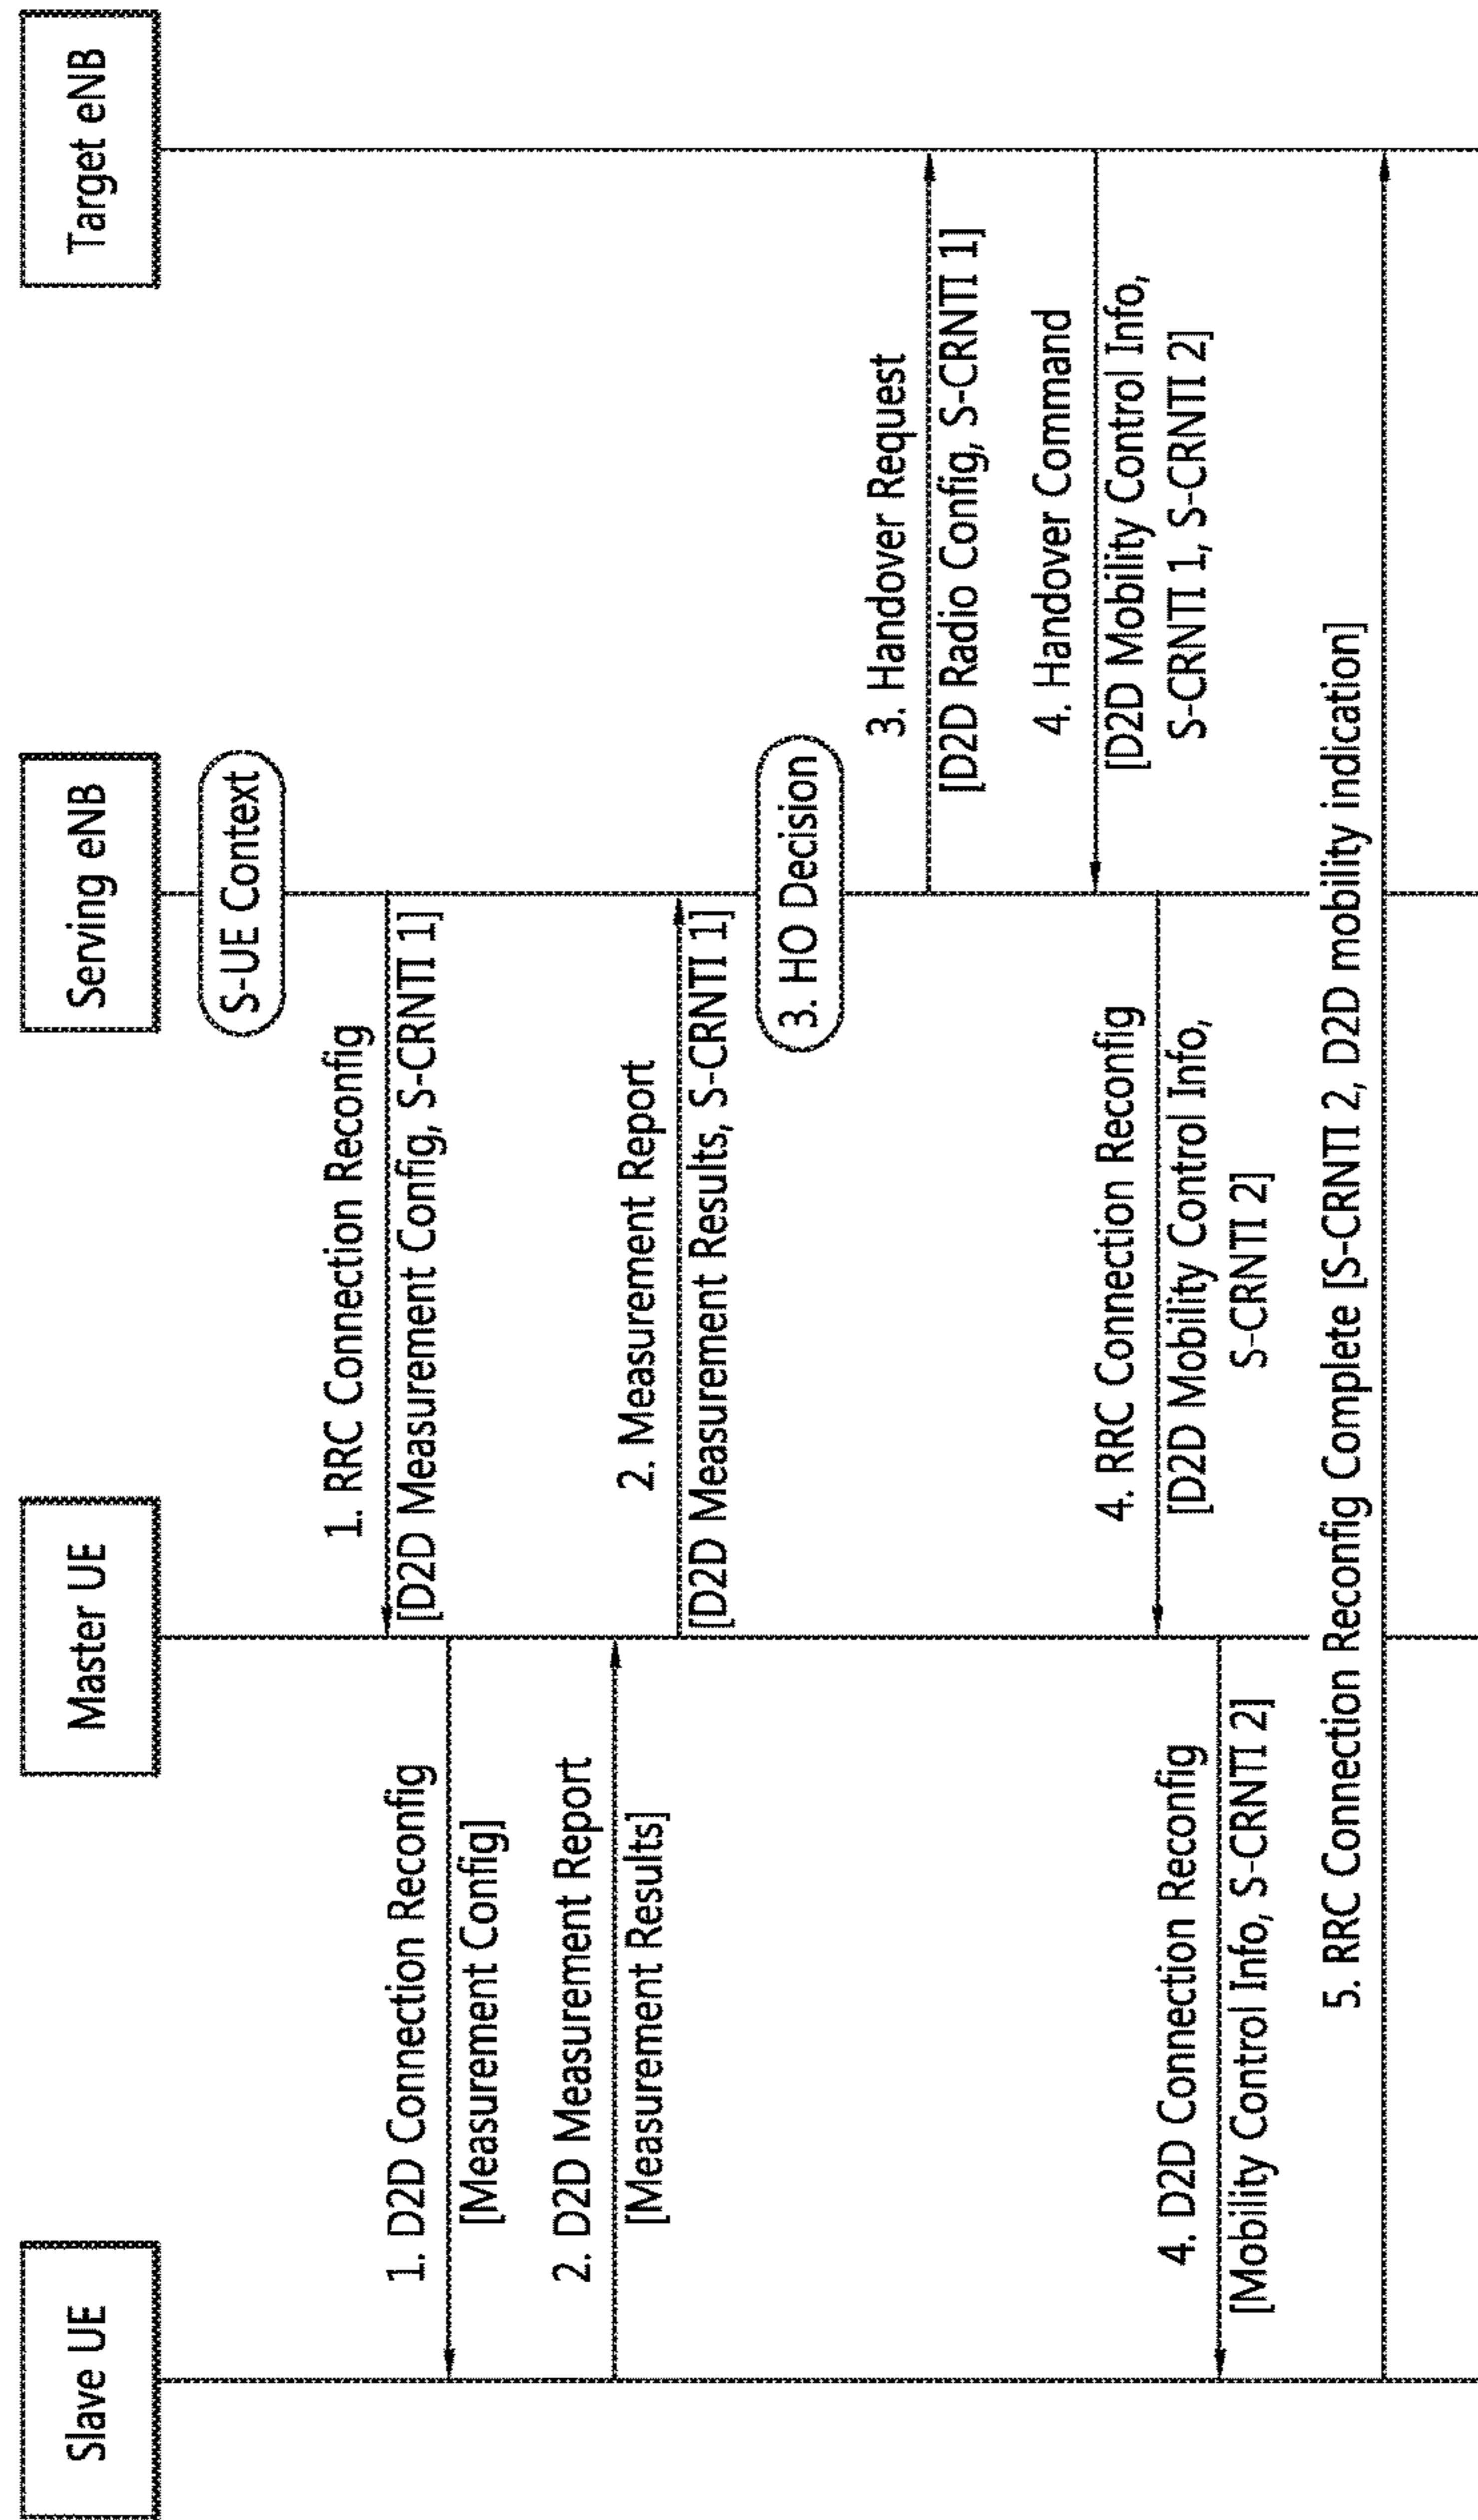 Slave UE
Master UE
Serving eNB
Target eNB
S-UE Context
1. RRC Connection Reconfig
[D2D Measurement Config, S-CRNTI 1]
1. D2D Connection Reconfig
[Measurement Config]
2. D2D Measurement Report
[Measurement Results]
2. Measurement Report
[D2D Measurement Results, S-CRNTI 1]
3. HO Decision
3. Handover Request
[D2D Radio Config, S-CRNTI 1]
4. Handover Command
[D2D Mobility Control Info,
S-CRNTI 1, S-CRNTI 2]
4. RRC Connection Reconfig
[D2D Mobility Control Info,
S-CRNTI 2]
4. D2D Connection Reconfig
[Mobility Control Info, S-CRNTI 2]
5. RRC Connection Reconfig Complete [S-CRNTI 2, D2D mobility indication]